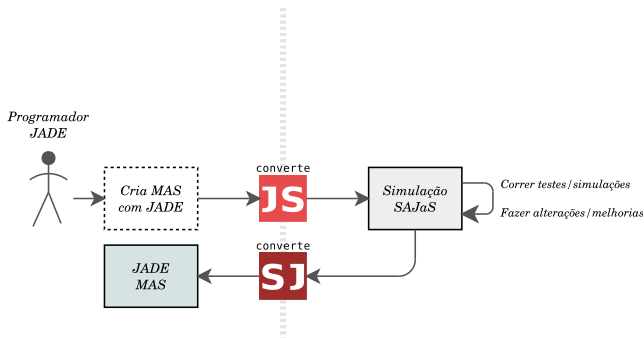 Programador
JADE
Cria MAS
com JADE
converte
JS
Simulação
SAJaS
Correr testes/simulações
Fazer alterações/melhorias
JADE
MAS
converte
SJ